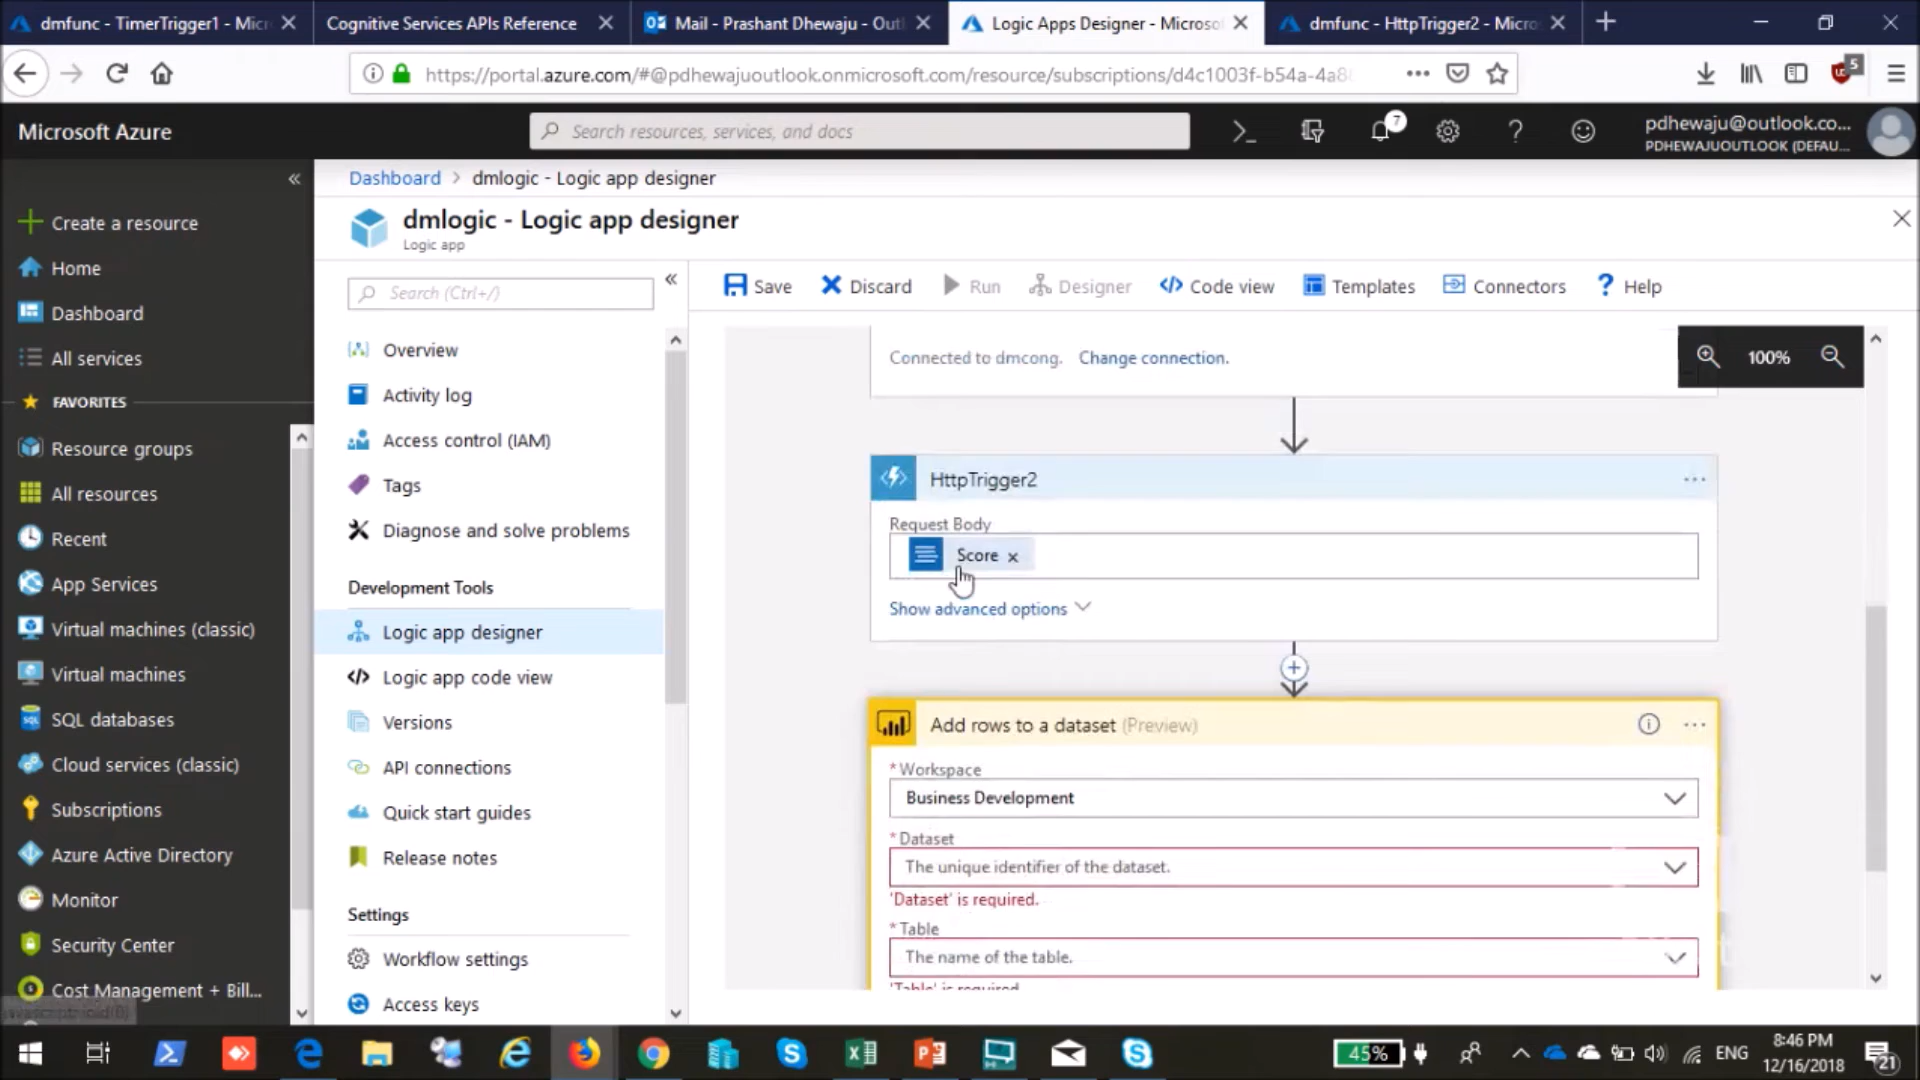 dmfunc - TimerTrigger1 - Micr
Cognitive Services APIs Reference
Mail - Prashant Dhewaju - Out
Logic Apps Designer - Microso
dmfunc - HttpTrigger2 - Micro
https://portal.azure.com/#@pdhewajuoutlook.onmicrosoft.com/resource/subscriptions/d4c1003f-b54a-4a8
5
Microsoft Azure
Search resources, services, and docs
7
pdhewaju@outlook.co...
PDHEWAJUOUTLOOK (DEFAU...
Create a resource
Home
Dashboard
All services
FAVORITES
Resource groups
All resources
Recent
App Services
Virtual machines (classic)
Virtual machines
SQL databases
Cloud services (classic)
Subscriptions
Azure Active Directory
Monitor
Security Center
Cost Management + Bill...
Dashboard > dmlogic - Logic app designer
dmlogic - Logic app designer
Logic app
Search (Ctrl+/)
Overview
Activity log
Access control (IAM)
Tags
Diagnose and solve problems
Development Tools
Logic app designer
Logic app code view
Versions
API connections
Quick start guides
Release notes
Settings
Workflow settings
Access keys
Save
Discard
Run
Designer
Code view
Templates
Connectors
Help
Connected to dmcong. Change connection.
100%
HttpTrigger2
Request Body
Score ×
Show advanced options
Add rows to a dataset (Preview)
* Workspace
Business Development
* Dataset
The unique identifier of the dataset.
'Dataset' is required.
* Table
The name of the table.
'Table' is required.
45%
ENG
8:46 PM
12/16/2018
21